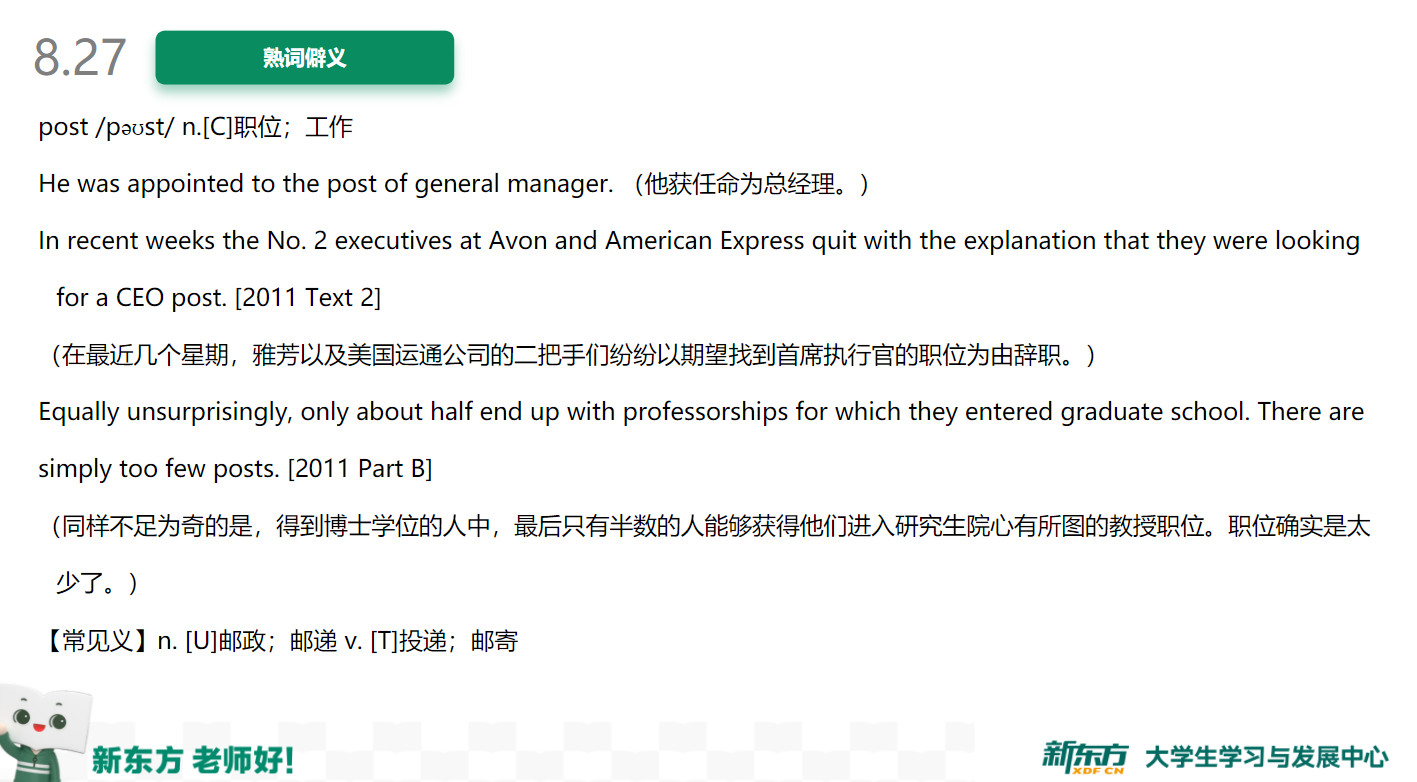 8.27
熟词僻义
post /pəʊst/ n.[C]职位；工作
He was appointed to the post of general manager. （他获任命为总经理。）
In recent weeks the No. 2 executives at Avon and American Express quit with the explanation that they were looking
for a CEO post. [2011 Text 2]
（在最近几个星期，雅芳以及美国运通公司的二把手们纷纷以期望找到首席执行官的职位为由辞职。）
Equally unsurprisingly, only about half end up with professorships for which they entered graduate school. There are
simply too few posts. [2011 Part B]
（同样不足为奇的是，得到博士学位的人中，最后只有半数的人能够获得他们进入研究生院心有所图的教授职位。职位确实是太
少了。）
【常见义】n. [U]邮政；邮递 v. [T]投递；邮寄
新东方 老师好！
新东方 XDF.CN 大学生学习与发展中心